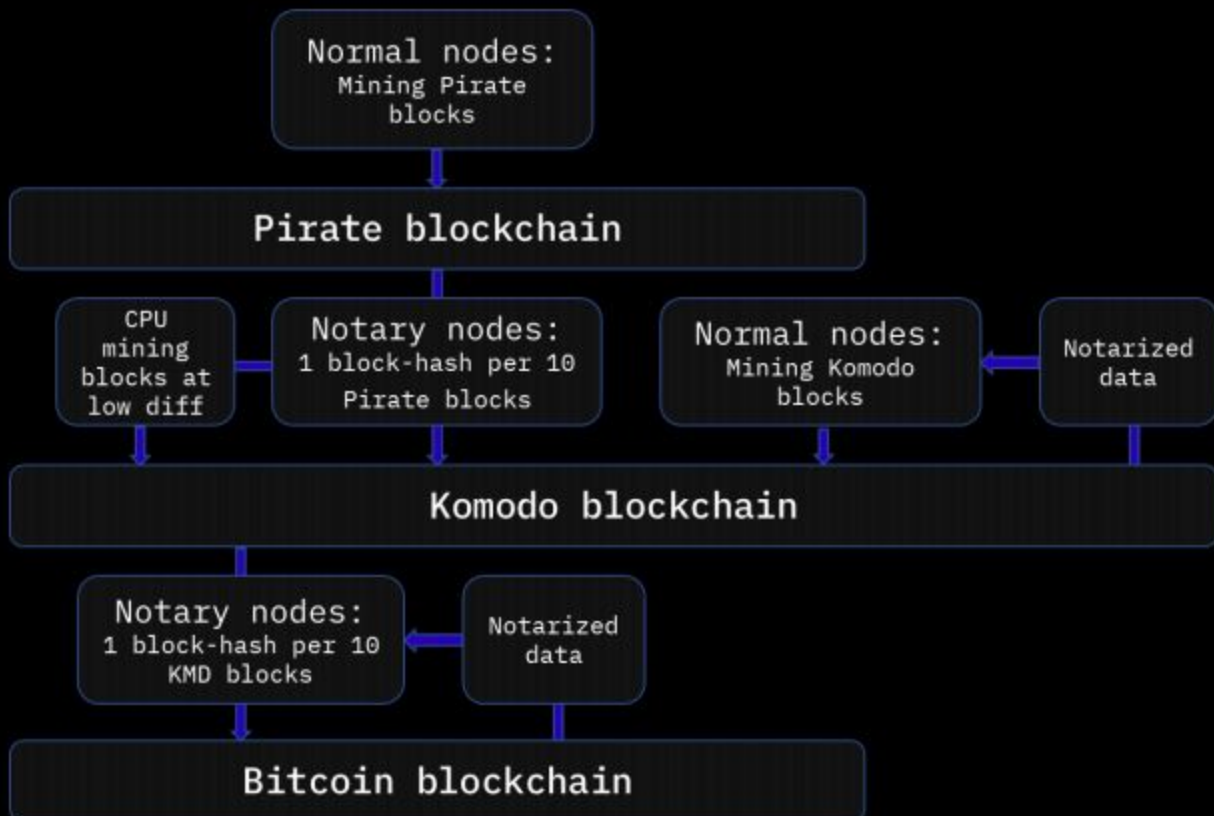 Normal nodes:
Mining Pirate
blocks
Pirate blockchain
CPU
mining
blocks at
low diff
Notary nodes:
1 block-hash per 10
Pirate blocks
Normal nodes:
Mining Komodo
blocks
Notarized
data
Komodo blockchain
Notary nodes:
1 block-hash per 10
KMD blocks
Notarized
data
Bitcoin blockchain